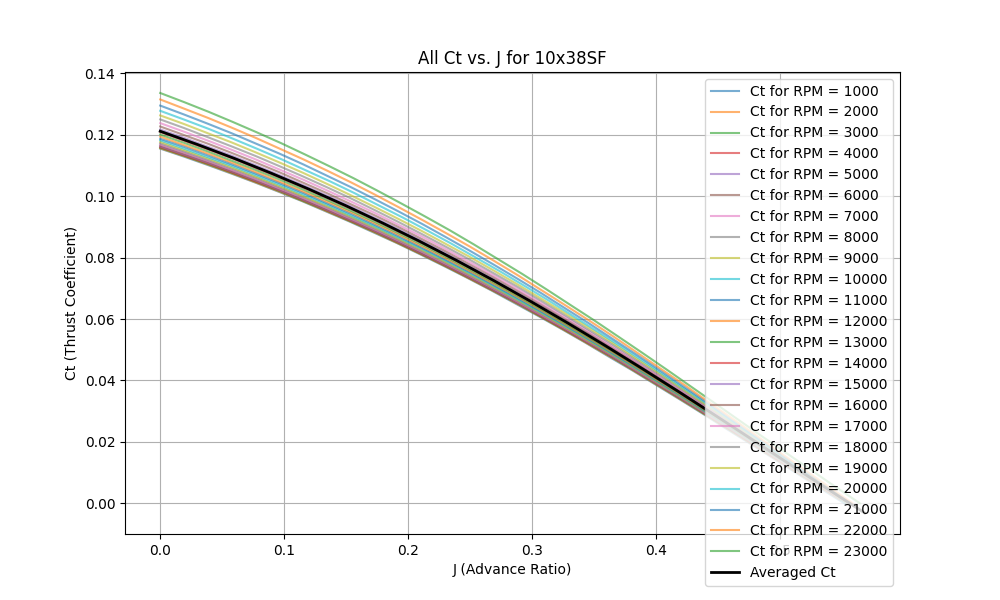 All Ct vs. J for 10x38SF
Ct (Thrust Coefficient)
0.14
0.12
0.10
0.08
0.06
0.04
0.02
0.00
0.0 0.1 0.2 0.3 0.4
J (Advance Ratio)
Ct for RPM = 1000
Ct for RPM = 2000
Ct for RPM = 3000
Ct for RPM = 4000
Ct for RPM = 5000
Ct for RPM = 6000
Ct for RPM = 7000
Ct for RPM = 8000
Ct for RPM = 9000
Ct for RPM = 10000
Ct for RPM = 11000
Ct for RPM = 12000
Ct for RPM = 13000
Ct for RPM = 14000
Ct for RPM = 15000
Ct for RPM = 16000
Ct for RPM = 17000
Ct for RPM = 18000
Ct for RPM = 19000
Ct for RPM = 20000
Ct for RPM = 21000
Ct for RPM = 22000
Ct for RPM = 23000
Averaged Ct